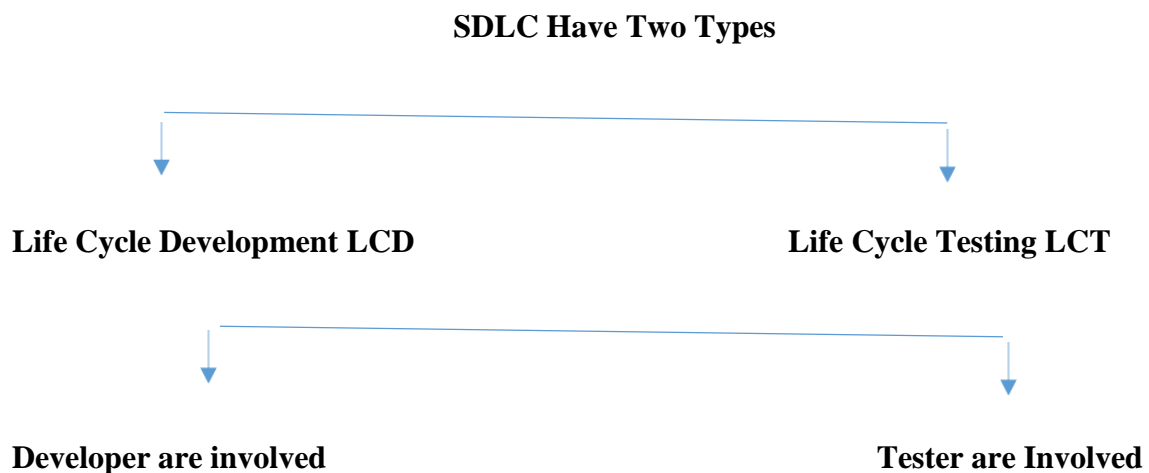 SDLC Have Two Types
Life Cycle Development LCD
Life Cycle Testing LCT
Developer are involved
Tester are Involved